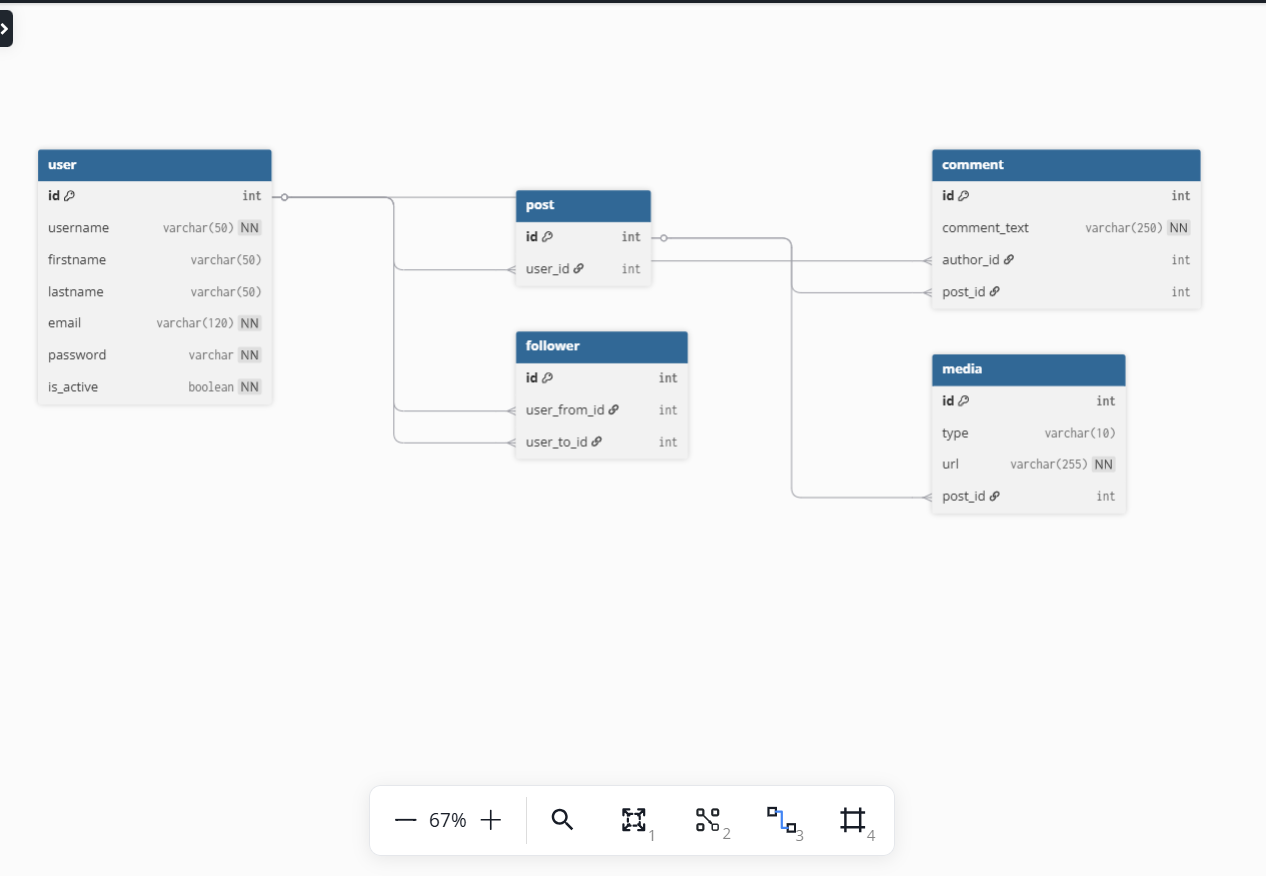 user
id int
username varchar(50) NN
firstname varchar(50)
lastname varchar(50)
email varchar(120) NN
password varchar NN
is_active boolean NN
post
id int
user_id int
follower
id int
user_from_id int
user_to_id int
comment
id int
comment_text varchar(250) NN
author_id int
post_id int
media
id int
type varchar(10)
url varchar(255) NN
post_id int
67% 1 2 3 4